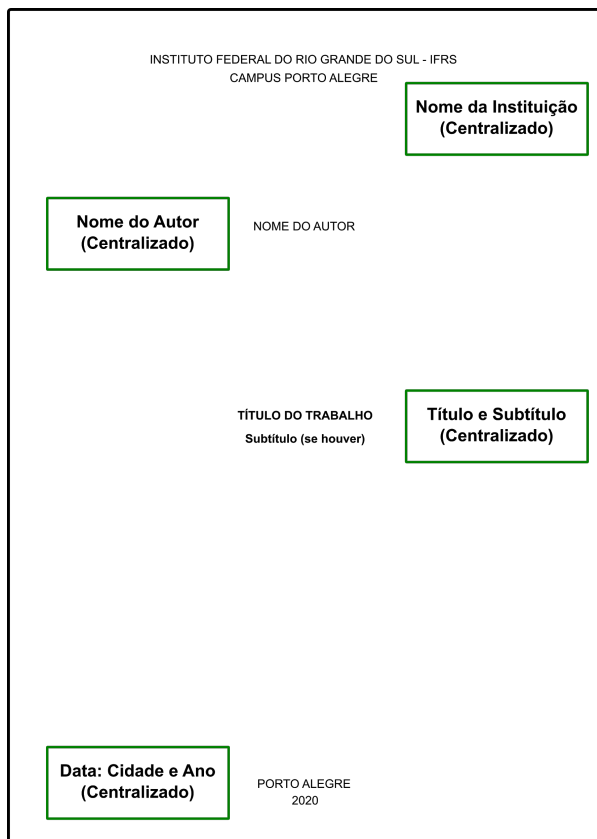 INSTITUTO FEDERAL DO RIO GRANDE DO SUL - IFRS
CAMPUS PORTO ALEGRE
Nome da Instituição
(Centralizado)
Nome do Autor
(Centralizado)
NOME DO AUTOR
TÍTULO DO TRABALHO
Subtítulo (se houver)
Título e Subtítulo
(Centralizado)
Data: Cidade e Ano
(Centralizado)
PORTO ALEGRE
2020